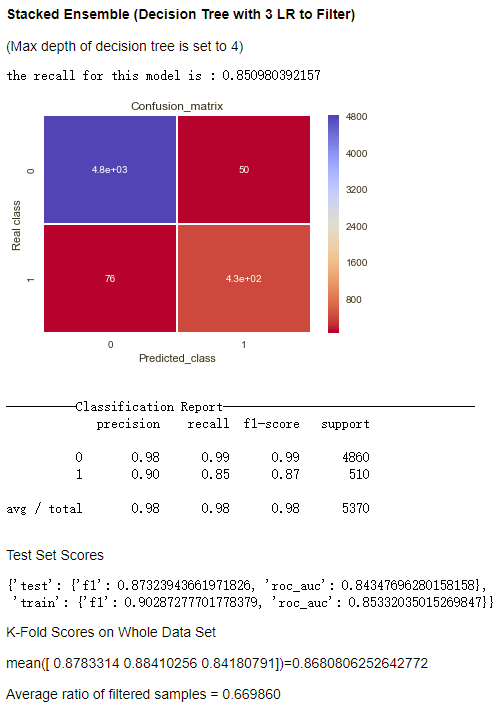 Stacked Ensemble (Decision Tree with 3 LR to Filter)
(Max depth of decision tree is set to 4)
the recall for this model is : 0.850980392157
Confusion_matrix
4800
4000
3200
2400
1600
800
Real class
0
1
4.8e+03 50
76 4.3e+02
0 1
Predicted_class
Classification Report
precision recall f1-score support
0 0.98 0.99 0.99 4860
1 0.90 0.85 0.87 510
avg / total 0.98 0.98 0.98 5370
Test Set Scores
{'test': {'f1': 0.87323943661971826, 'roc_auc': 0.84347696280158158},
'train': {'f1': 0.90287277701778379, 'roc_auc': 0.85332035015269847}}
K-Fold Scores on Whole Data Set
mean([ 0.8783314 0.88410256 0.84180791])=0.8680806252642772
Average ratio of filtered samples = 0.669860